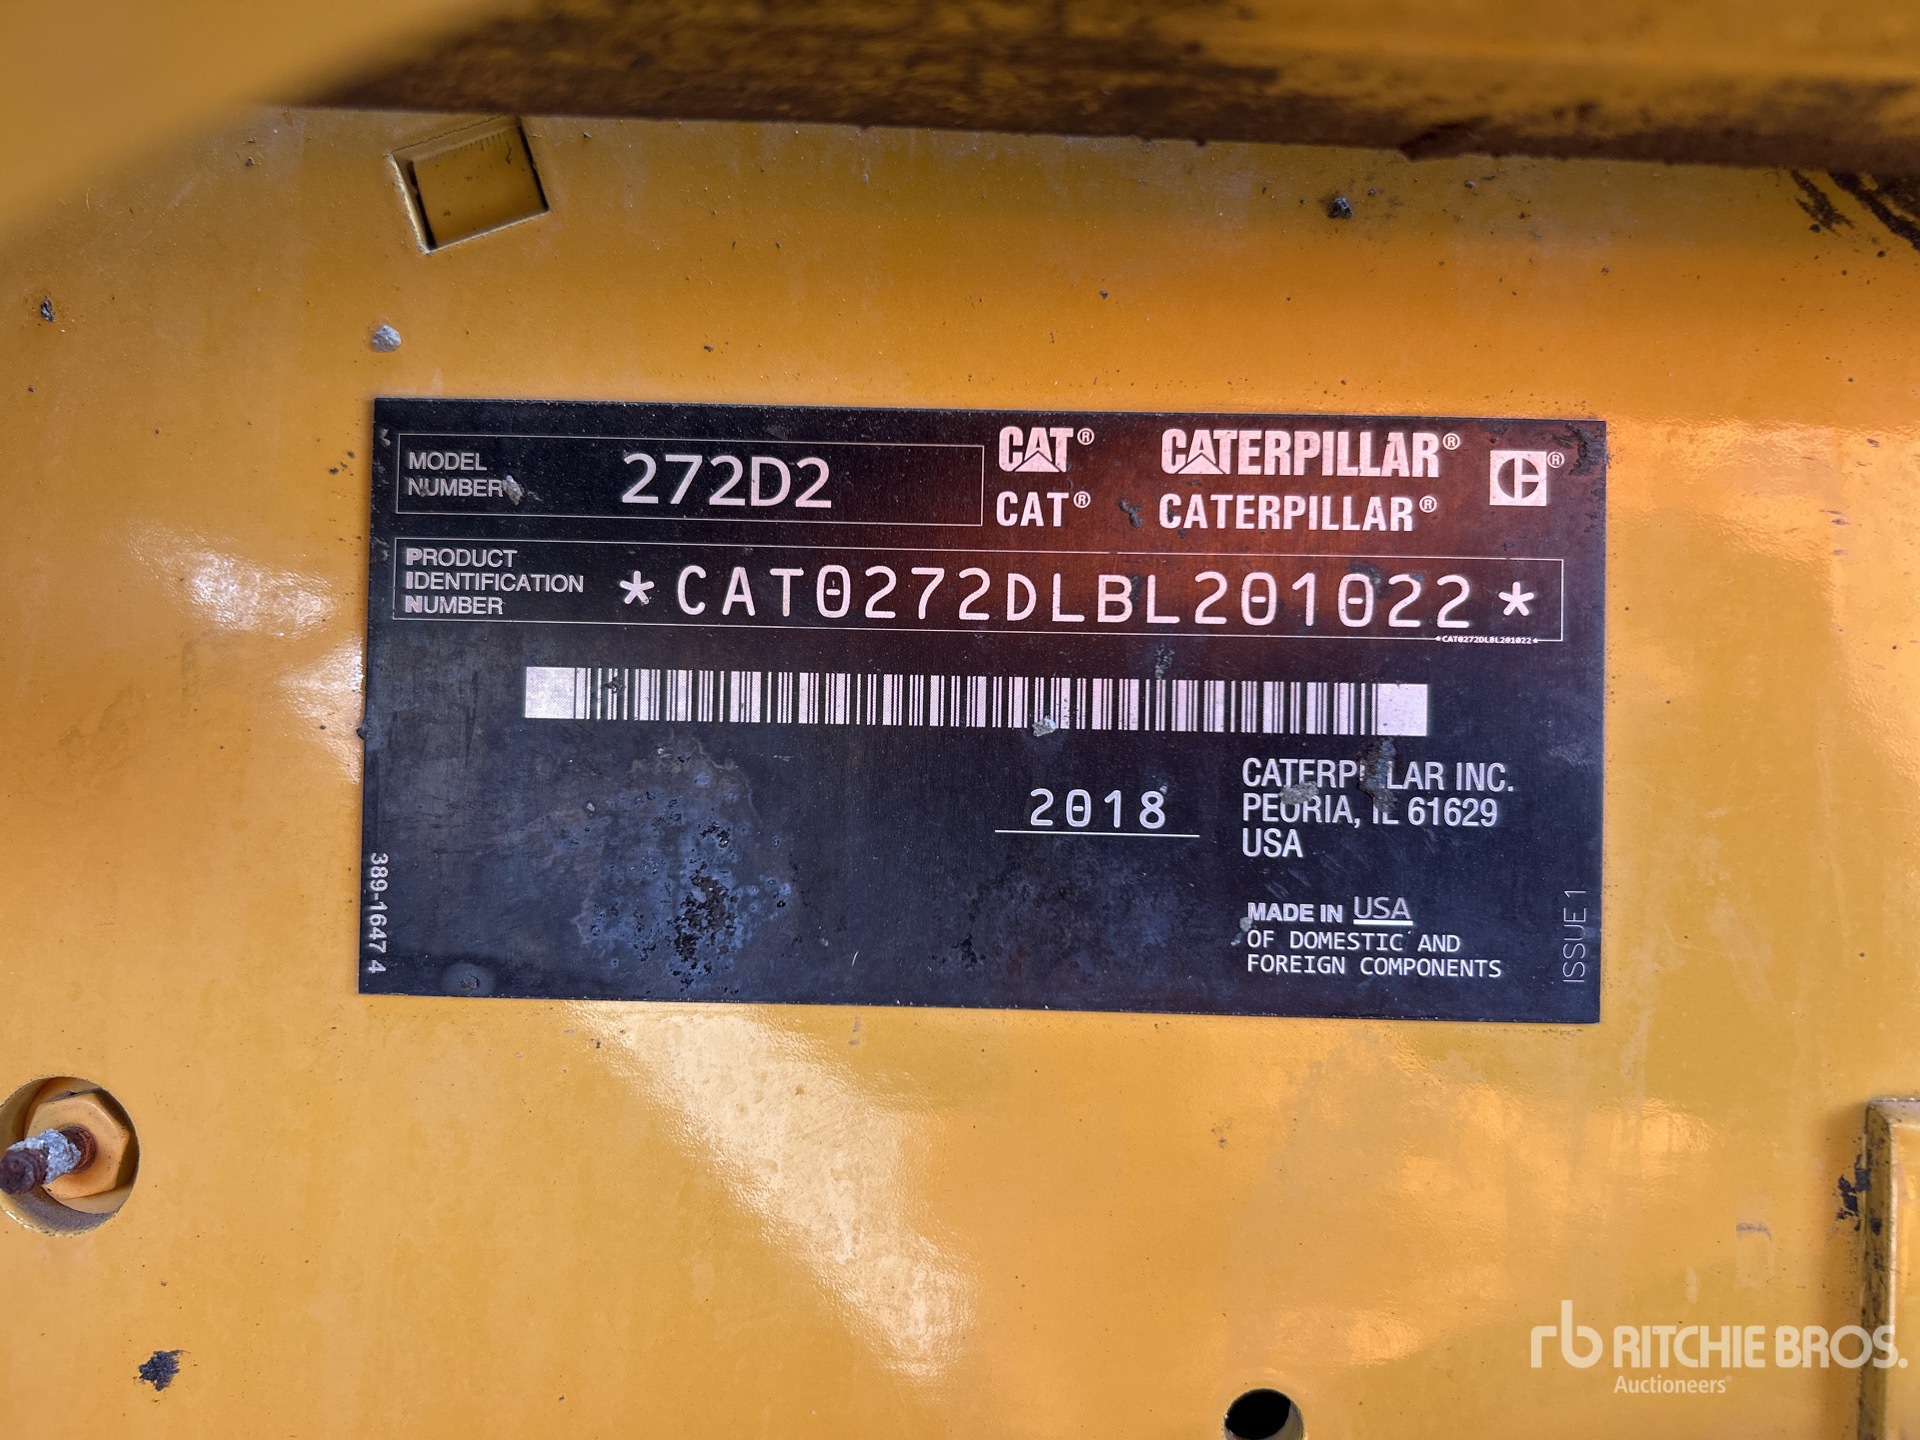 MODEL NUMBER 272D2
CAT® CATERPILLAR® C®
CAT® CATERPILLAR®
PRODUCT
IDENTIFICATION
NUMBER
*CAT0272DLBL201022*
*CAT0272DLBL201022*
2018
CATERPILLAR INC.
PEORIA, IL 61629
USA
MADE IN USA
OF DOMESTIC AND
FOREIGN COMPONENTS
389-1647 4
ISSUE 1
rb RITCHIE BROS.
Auctioneers